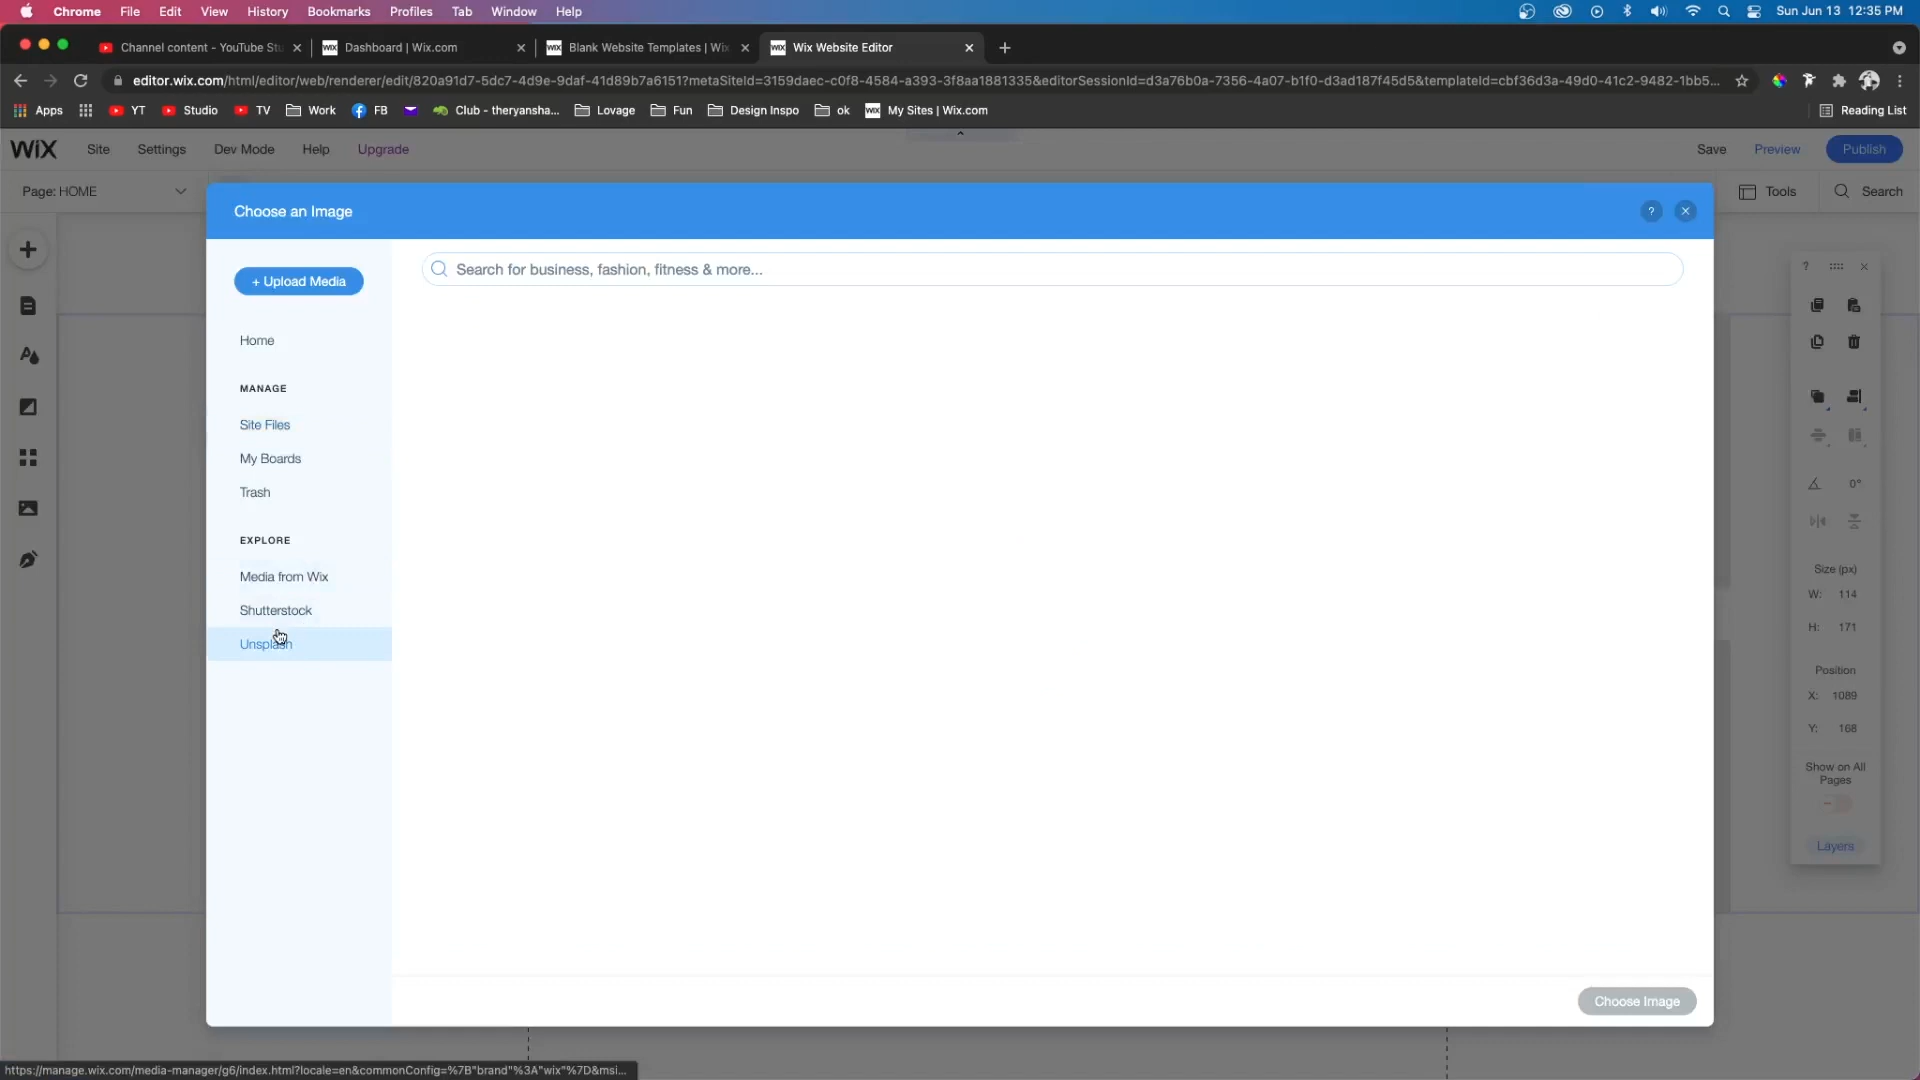 Chrome File Edit View History Bookmarks Profiles Tab Window Help Sun Jun 13 12:35 PM
Channel content - YouTube Stu Dashboard | Wix.com Blank Website Templates | Wix Wix Website Editor
editor.wix.com/html/editor/web/renderer/edit/820a91d7-5dc7-4d9e-9daf-41d89b7a6151?metaSiteId=3159daec-c0f8-4584-a393-3f8aa1881335&editorSessionId=d3a76b0a-7356-4a07-b1f0-d3ad187f45d5&templateId=cbf36d3a-49d0-41c2-9482-1bb5...
Apps YT Studio TV Work FB Club - theryansha... Lovage Fun Design Inspo ok My Sites | Wix.com Reading List
WIX Site Settings Dev Mode Help Upgrade Save Preview Publish
Page: HOME Tools Search
Choose an Image
+ Upload Media
Search for business, fashion, fitness & more...
Home
MANAGE
Site Files
My Boards
Trash
EXPLORE
Media from Wix
Shutterstock
Unsplash
0°
Size (px)
W: 114
H: 171
Position
X: 1089
Y: 168
Show on All
Pages
Layers
Choose Image
https://manage.wix.com/media-manager/g6/index.html?locale=en&commonConfig=%7B"brand"%3A"wix"%7D&msi...